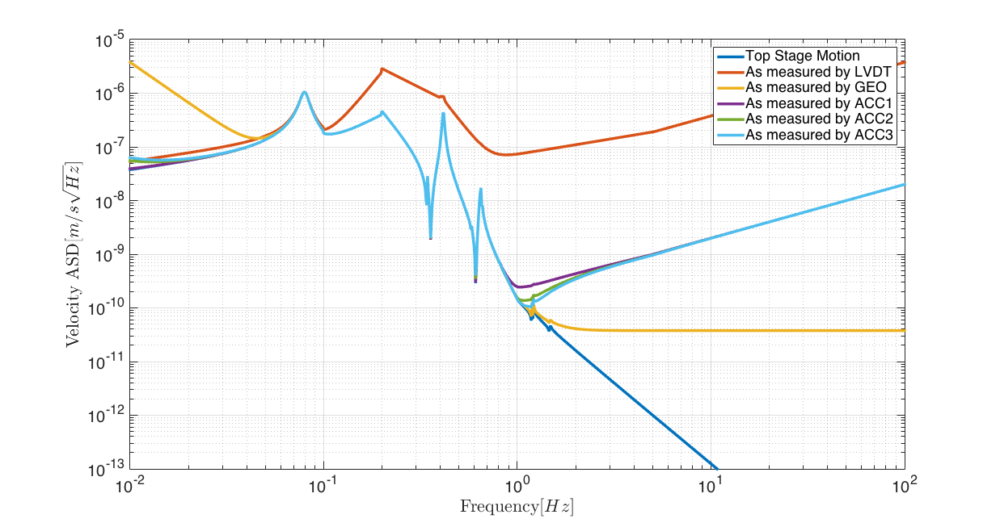 Top Stage Motion
As measured by LVDT
As measured by GEO
As measured by ACC1
As measured by ACC2
As measured by ACC3
Velocity ASD[m/s√Hz]
10^-5
10^-6
10^-7
10^-8
10^-9
10^-10
10^-11
10^-12
10^-13
10^-2
10^-1
10^0
10^1
10^2
Frequency[Hz]